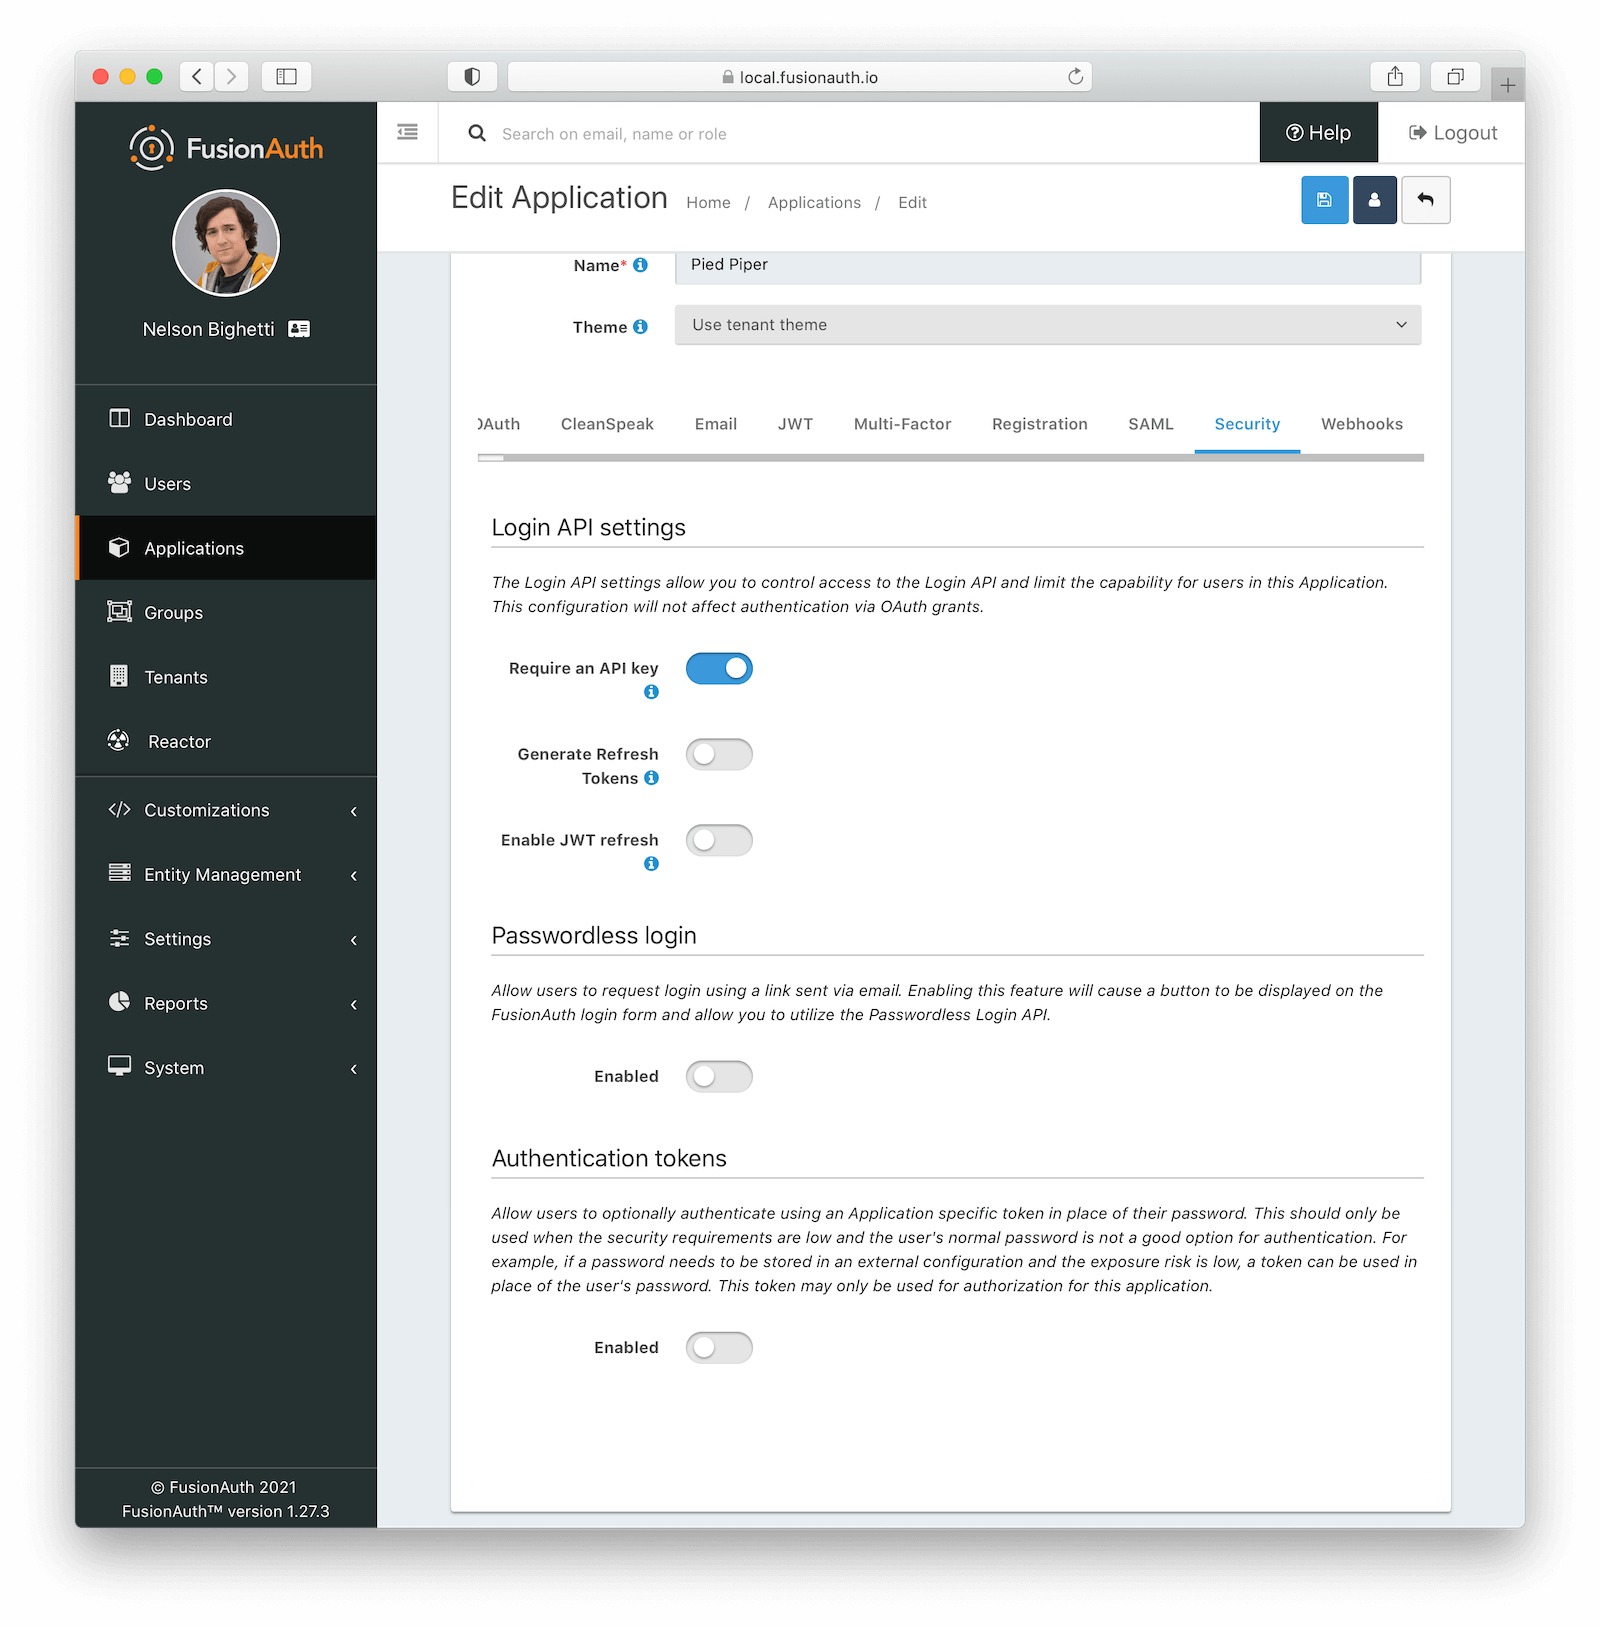 local.fusionauth.io
FusionAuth
Search on email, name or role
Help
Logout
Edit Application
Home / Applications / Edit
Nelson Bighetti
Dashboard
Users
Applications
Groups
Tenants
Reactor
Customizations
Entity Management
Settings
Reports
System
© FusionAuth 2021
FusionAuth™ version 1.27.3
Name*
Pied Piper
Theme
Use tenant theme
OAuth
CleanSpeak
Email
JWT
Multi-Factor
Registration
SAML
Security
Webhooks
Login API settings
The Login API settings allow you to control access to the Login API and limit the capability for users in this Application.
This configuration will not affect authentication via OAuth grants.
Require an API key
Generate Refresh
Tokens
Enable JWT refresh
Passwordless login
Allow users to request login using a link sent via email. Enabling this feature will cause a button to be displayed on the
FusionAuth login form and allow you to utilize the Passwordless Login API.
Enabled
Authentication tokens
Allow users to optionally authenticate using an Application specific token in place of their password. This should only be
used when the security requirements are low and the user's normal password is not a good option for authentication. For
example, if a password needs to be stored in an external configuration and the exposure risk is low, a token can be used in
place of the user's password. This token may only be used for authorization for this application.
Enabled